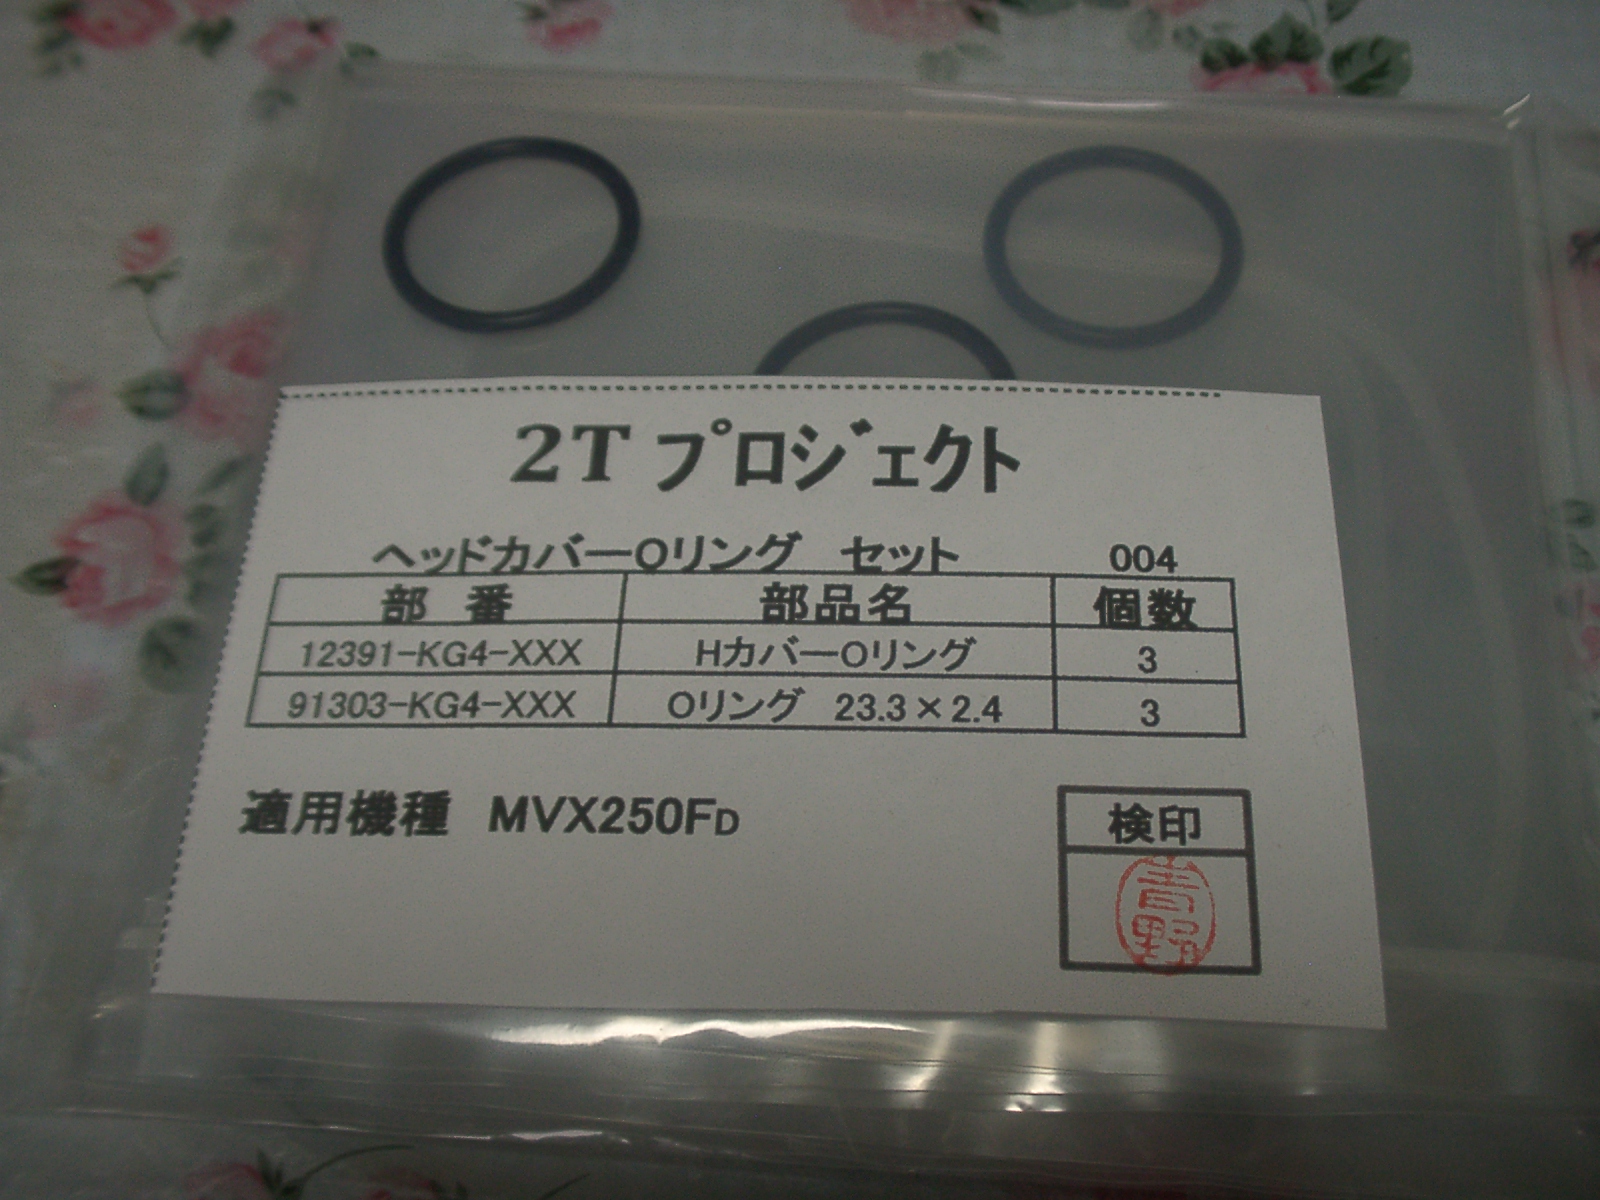 2T プロジェクト
ヘッドカバーOリング セット 004
部 番 部品名 個数
12391-KG4-XXX HカバーOリング 3
91303-KG4-XXX Oリング 23.3×2.4 3
適用機種 MVX250FD
検印
吉野